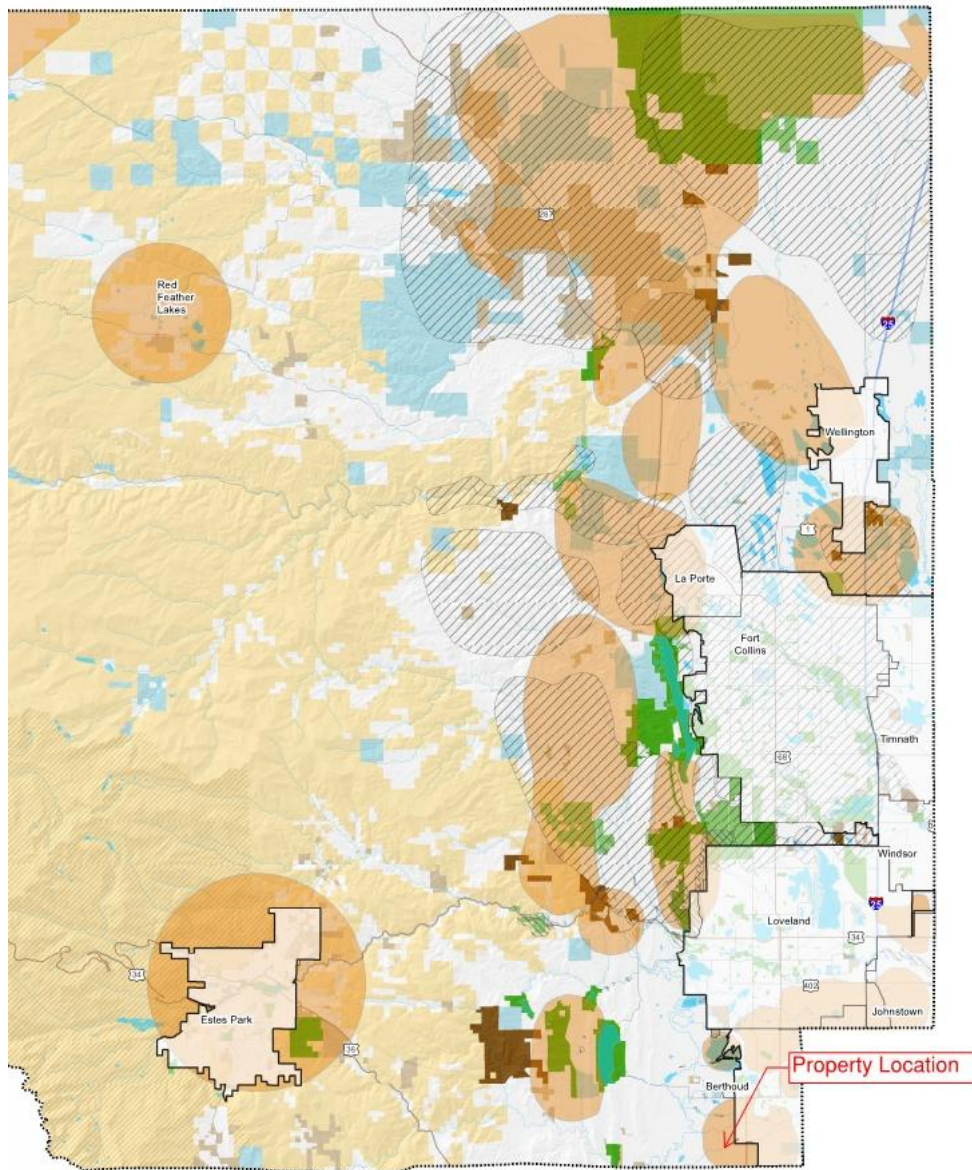 287
Red
Feather
Lakes
25
Wellington
1
La Porte
Fort
Collins
Timnath
68
Windsor
25
Loveland
34
34
402
Johnstown
Estes Park
36
Berthoud
Property Location